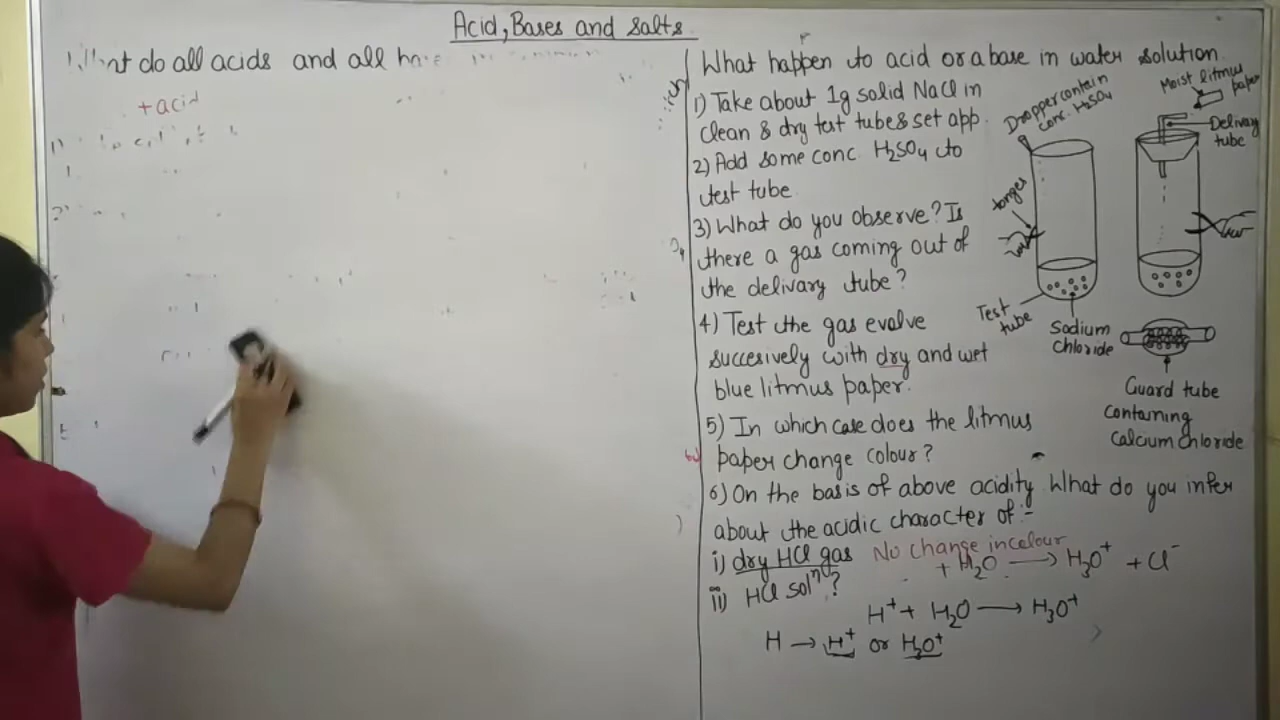 Acid, Bases and Salts
What do all acids and all
+acid
What happen to acid or a base in water solution
1) Take about 1g solid NaCl in
clean & dry test tube & set app.
2) Add some conc. H₂SO₄ to
test tube
3) What do you observe? Is
there a gas coming out of
the delivary tube?
4) Test the gas evolve
succesively with dry and wet
blue litmus paper.
5) In which case does the litmus
paper change colour?
6) On the basis of above acidity What do you infer
about the acidic character of :-
i) dry HCl gas No change in colour
+ H₂O → H₃O⁺ + Cl⁻
ii) HCl solⁿ?
H⁺ + H₂O → H₃O⁺
H → H⁺ or H₃O⁺
Dropper contain
conc. H₂SO₄
Moist litmus
paper
Delivary
tube
tonges
Test
tube
Sodium
chloride
Guard tube
containing
Calcium chloride